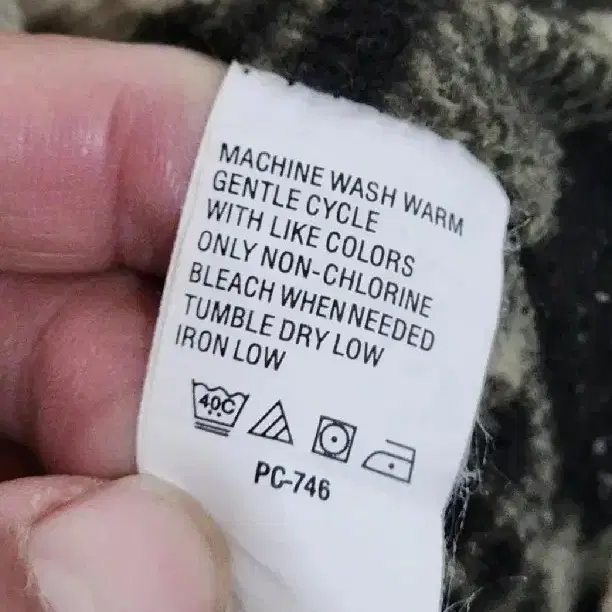 MACHINE WASH WARM
GENTLE CYCLE
WITH LIKE COLORS
ONLY NON-CHLORINE
BLEACH WHEN NEEDED
TUMBLE DRY LOW
IRON LOW
40C
PC-746